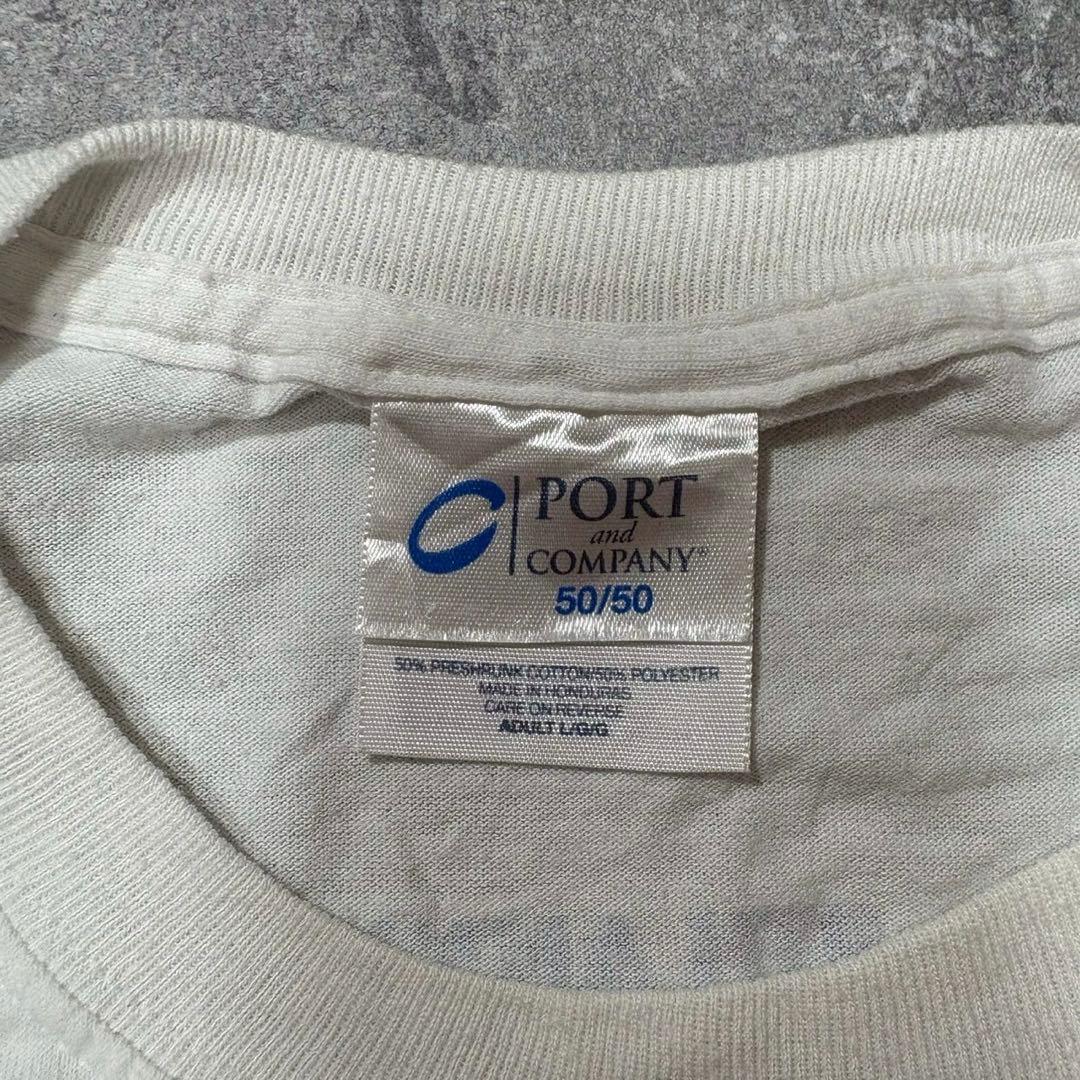 PORT
and
COMPANY®
50/50
50% PRESHRUNK COTTON/50% POLYESTER
MADE IN HONDURAS
CARE ON REVERSE
ADULT L/G/G